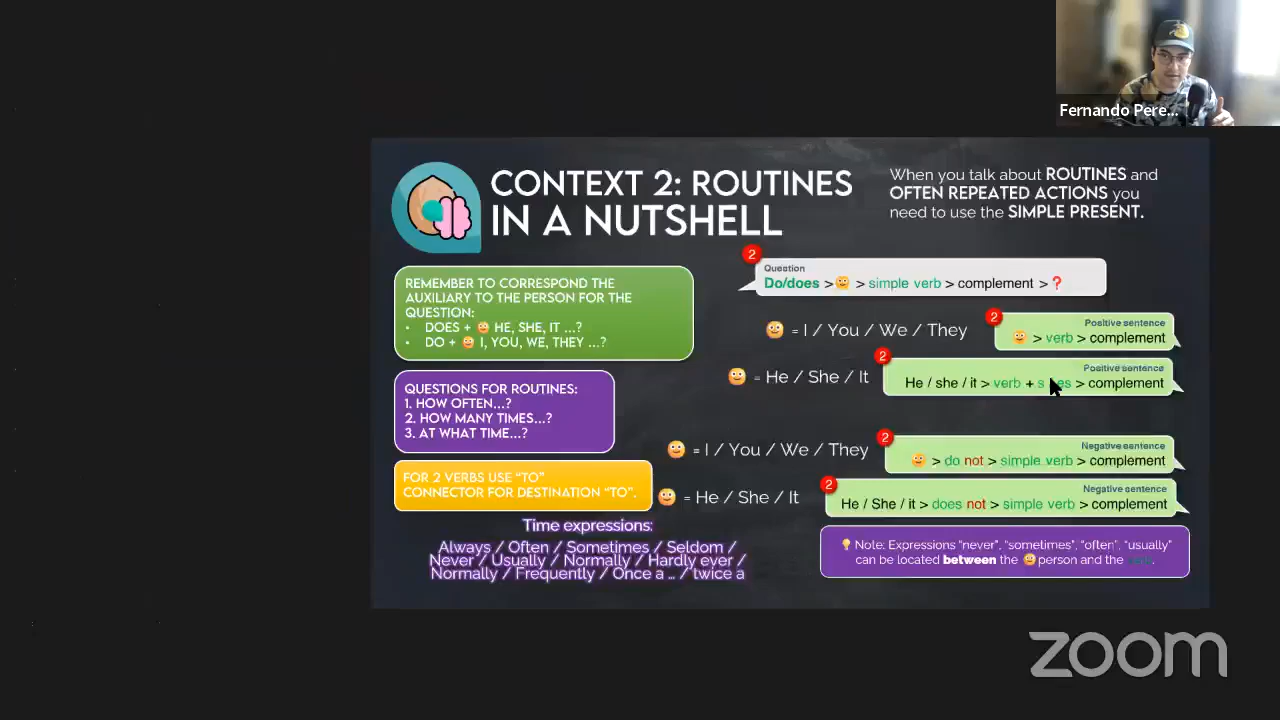 Fernando Pere...
CONTEXT 2: ROUTINES
IN A NUTSHELL
When you talk about ROUTINES and
OFTEN REPEATED ACTIONS you
need to use the SIMPLE PRESENT.
REMEMBER TO CORRESPOND THE
AUXILIARY TO THE PERSON FOR THE
QUESTION:
• DOES + 😀 HE, SHE, IT ...?
• DO + 😀 I, YOU, WE, THEY ...?
2
Question
Do/does > 😀 > simple verb > complement > ❓
😀 = I / You / We / They
2
Positive sentence
😀 > verb > complement
😀 = He / She / It
2
Positive sentence
He / she / it > verb + s es > complement
QUESTIONS FOR ROUTINES:
1. HOW OFTEN...?
2. HOW MANY TIMES...?
3. AT WHAT TIME...?
😀 = I / You / We / They
2
Negative sentence
😀 > do not > simple verb > complement
FOR 2 VERBS USE "TO"
CONNECTOR FOR DESTINATION "TO".
😀 = He / She / It
2
Negative sentence
He / She / it > does not > simple verb > complement
Time expressions:
Always / Often / Sometimes / Seldom /
Never / Usually / Normally / Hardly ever /
Normally / Frequently / Once a ... / twice a
💡 Note: Expressions "never", "sometimes", "often", "usually"
can be located between the 😀 person and the verb.
zoom